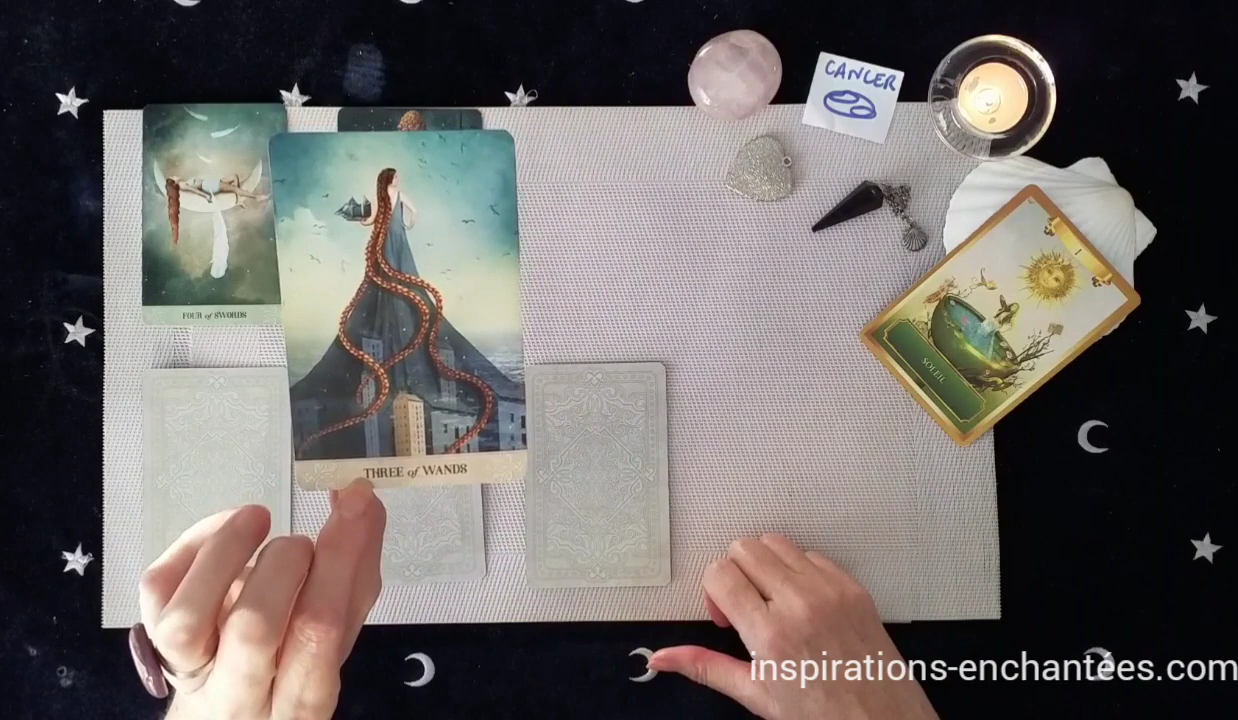 CANCER
FOUR of SWORDS
I
SOLEIL
THREE of WANDS
inspirations-enchantées.com